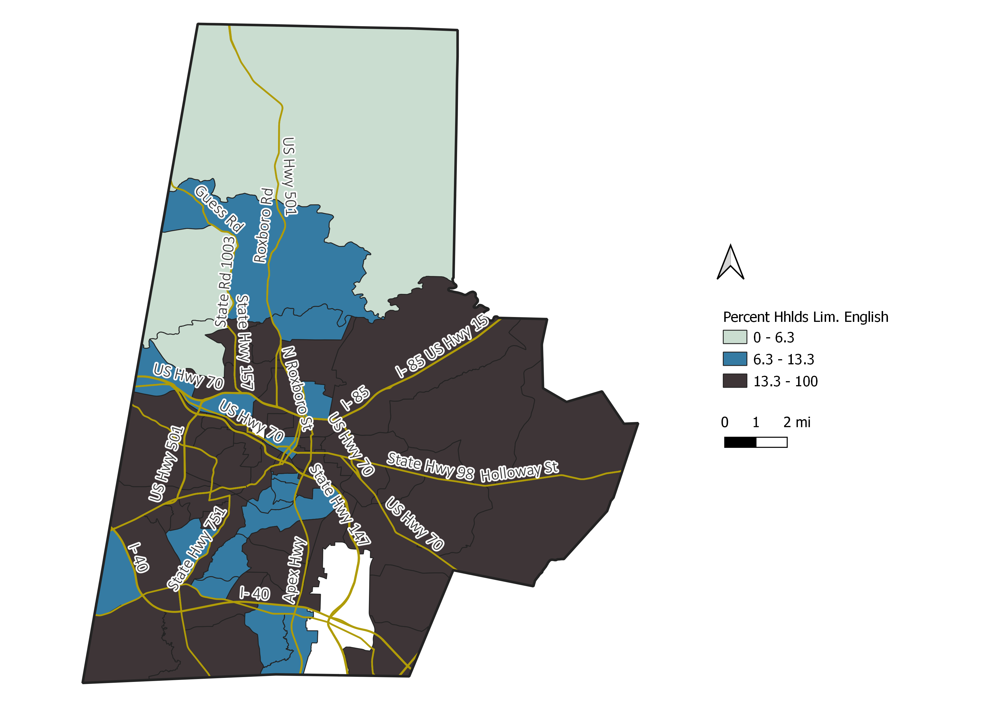 US Hwy 501
Guess Rd
Roxboro Rd
State Rd 1003
State Hwy 157
I- 85 US Hwy 15
US Hwy 70
N Roxboro St
I- 85
US Hwy 70
US Hwy 70
US Hwy 501
State Hwy 98
Holloway St
State Hwy 147
US Hwy 70
State Hwy 751
I- 40
Apex Hwy
I- 40
Percent Hhlds Lim. English
0 - 6.3
6.3 - 13.3
13.3 - 100
0 1 2 mi